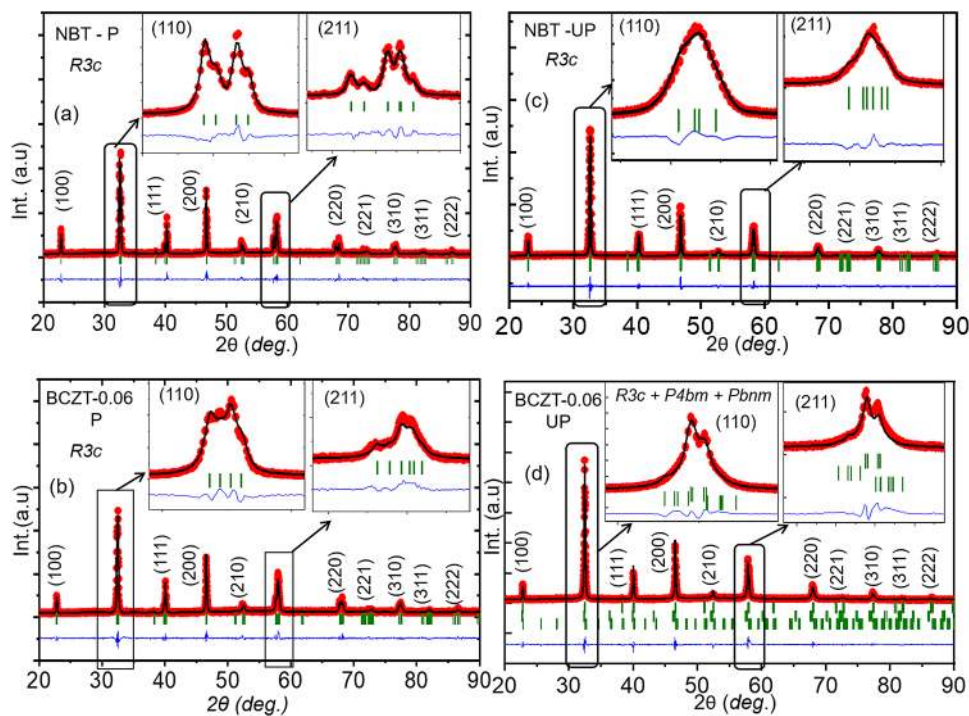 NBT - P
R3c
(a)
(110)
(211)
Int. (a.u)
(100)
(111)
(200)
(210)
(220)
(221)
(310)
(311)
(222)
20 30 40 50 60 70 80 90
2θ (deg.)
NBT -UP
R3c
(c)
(110)
(211)
Int. (a.u)
(100)
(111)
(200)
(210)
(220)
(221)
(310)
(311)
(222)
20 30 40 50 60 70 80 90
2θ (deg.)
BCZT-0.06
P
R3c
(b)
(110)
(211)
Int.(a.u)
(100)
(111)
(200)
(210)
(220)
(221)
(310)
(311)
(222)
20 30 40 50 60 70 80 90
2θ (deg.)
BCZT-0.06
UP
(d)
R3c + P4bm + Pbnm
(110)
(211)
Int. (a.u)
(100)
(111)
(200)
(210)
(220)
(221)
(310)
(311)
(222)
20 30 40 50 60 70 80 90
2θ (deg.)